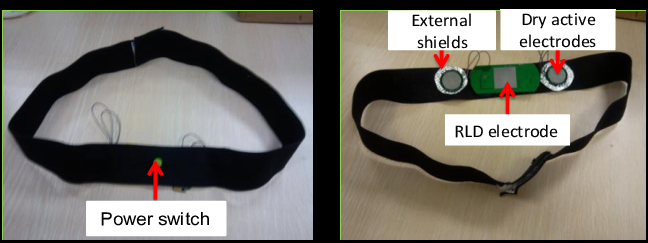 External
shields
Dry active
electrodes
RLD electrode
Power switch